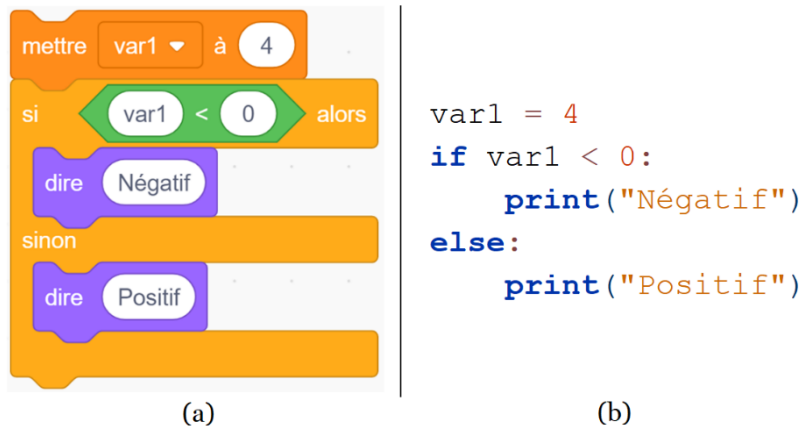 mettre var1 à 4
si var1 < 0 alors
dire Négatif
sinon
dire Positif
(a)
var1 = 4
if var1 < 0:
print("Négatif")
else:
print("Positif")
(b)